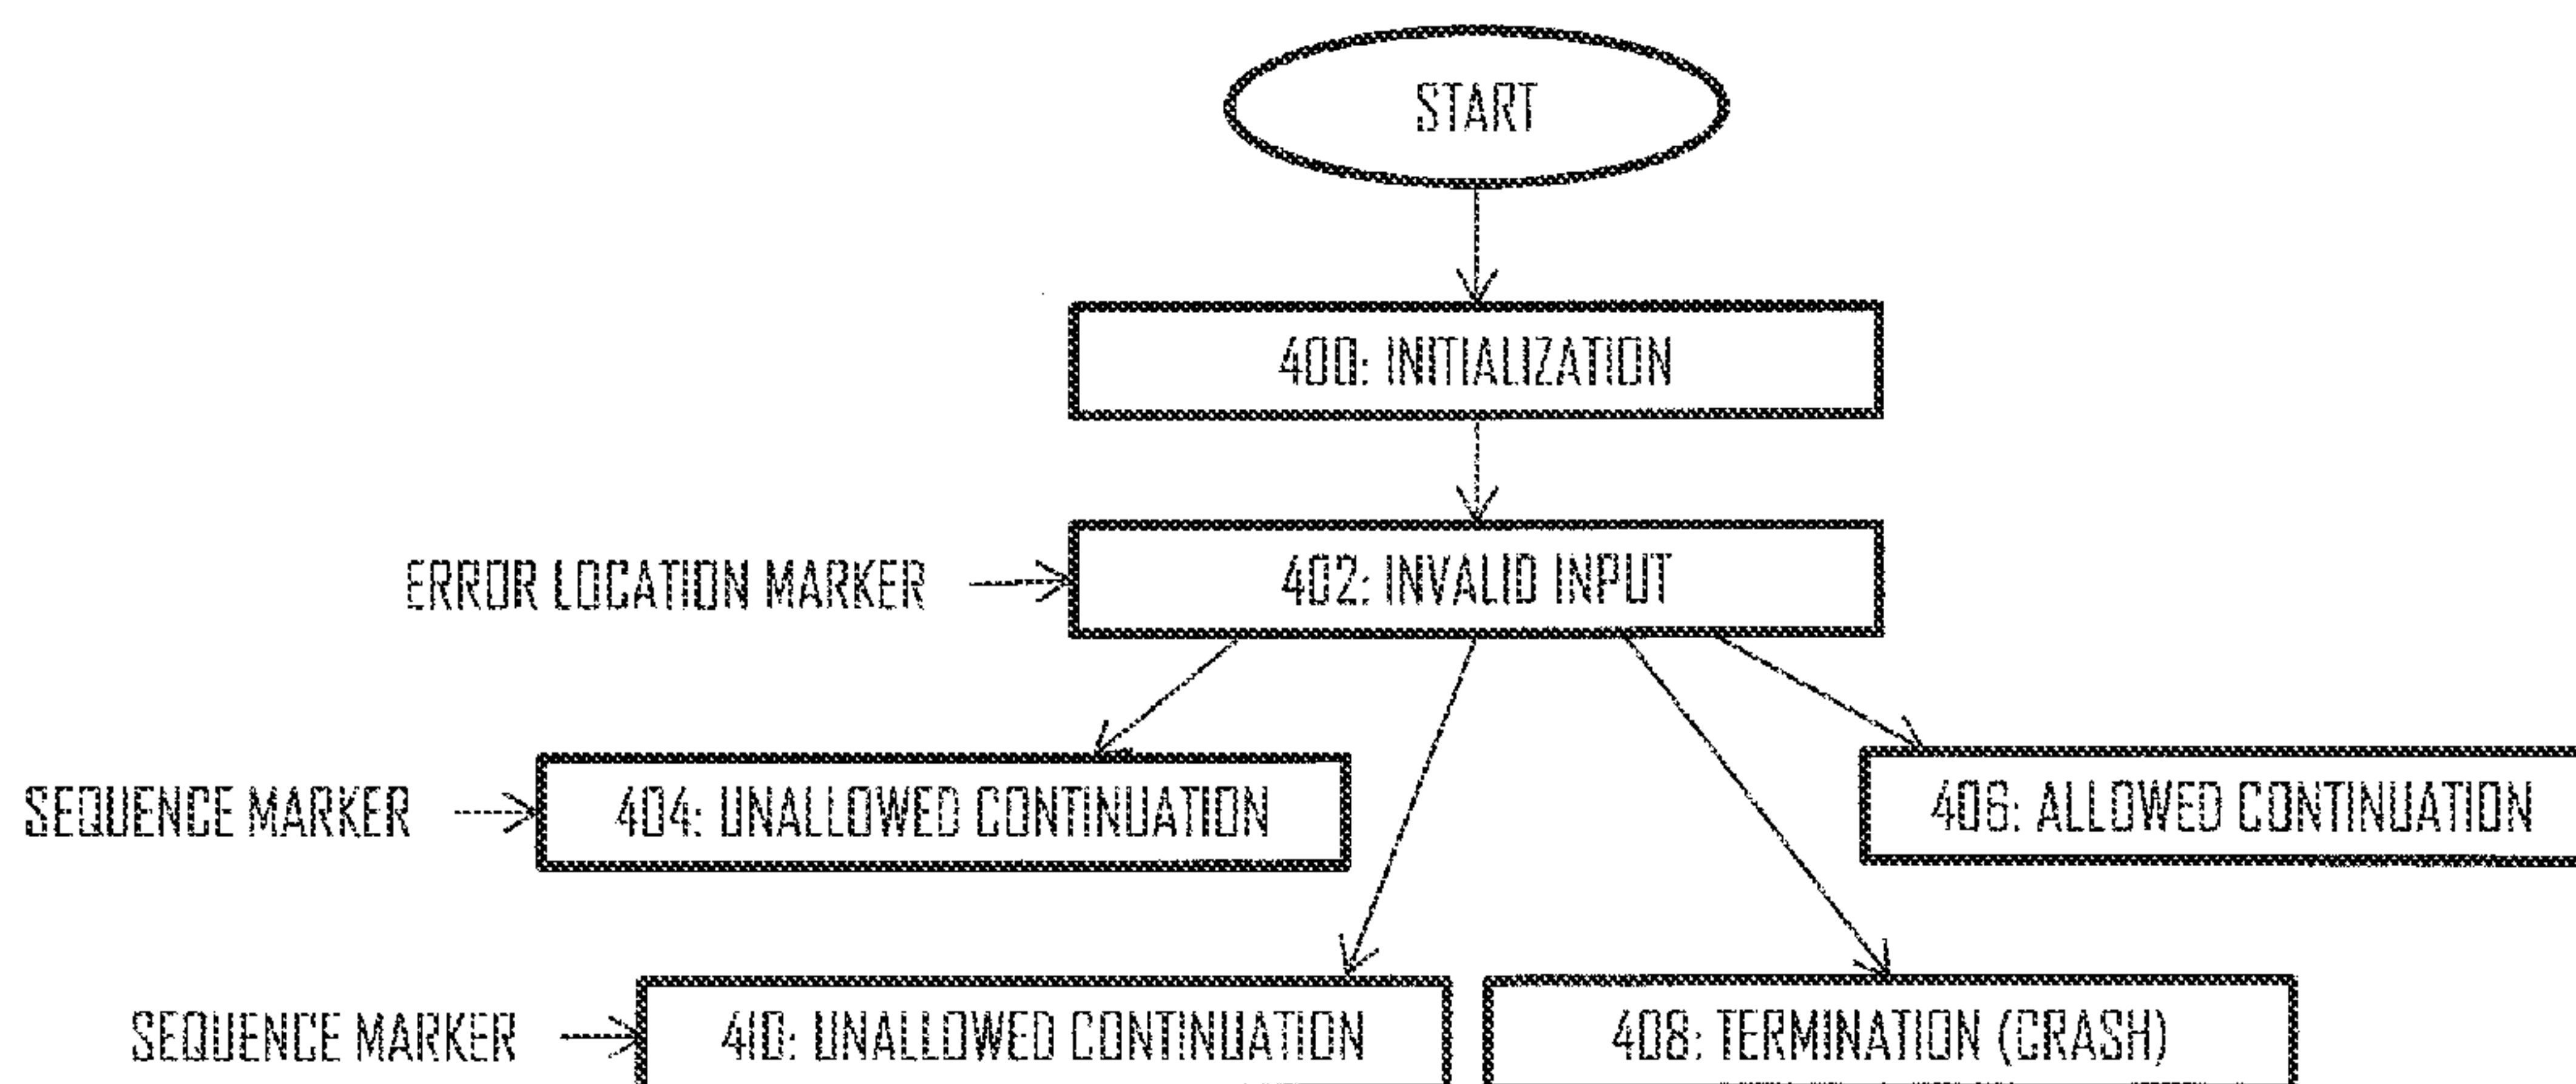 START
400: INITIALIZATION
ERROR LOCATION MARKER
402: INVALID INPUT
SEQUENCE MARKER
404: UNALLOWED CONTINUATION
406: ALLOWED CONTINUATION
SEQUENCE MARKER
410: UNALLOWED CONTINUATION
408: TERMINATION (CRASH)